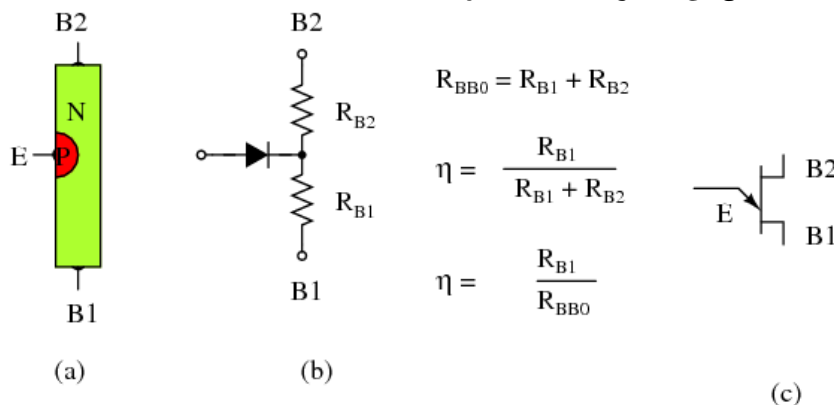 B2
N
E
P
B1
(a)
B2
R_B2
R_B1
B1
(b)
R_BB0 = R_B1 + R_B2
η = R_B1 / (R_B1 + R_B2)
η = R_B1 / R_BB0
E
B2
B1
(c)